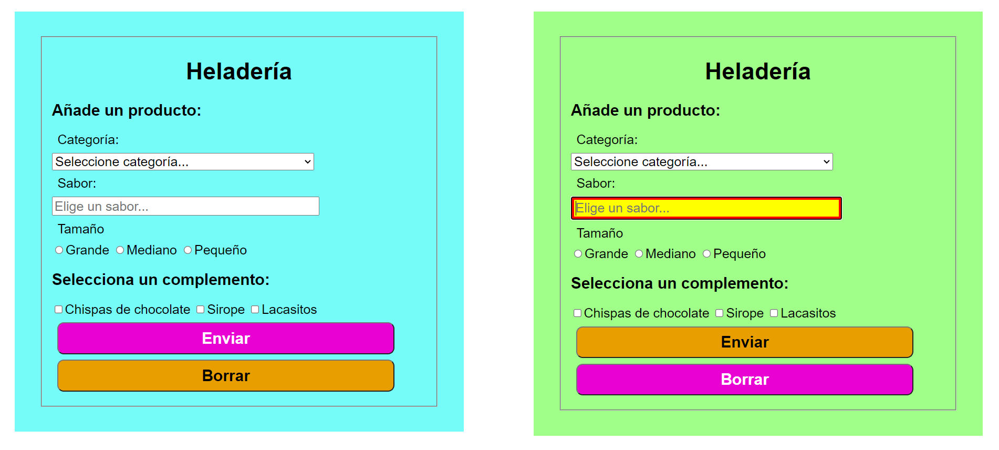 Heladería
Añade un producto:
Categoría:
Seleccione categoría...
Sabor:
Elige un sabor...
Tamaño
Grande Mediano Pequeño
Selecciona un complemento:
Chispas de chocolate Sirope Lacasitos
Enviar
Borrar
Heladería
Añade un producto:
Categoría:
Seleccione categoría...
Sabor:
Elige un sabor...
Tamaño
Grande Mediano Pequeño
Selecciona un complemento:
Chispas de chocolate Sirope Lacasitos
Enviar
Borrar